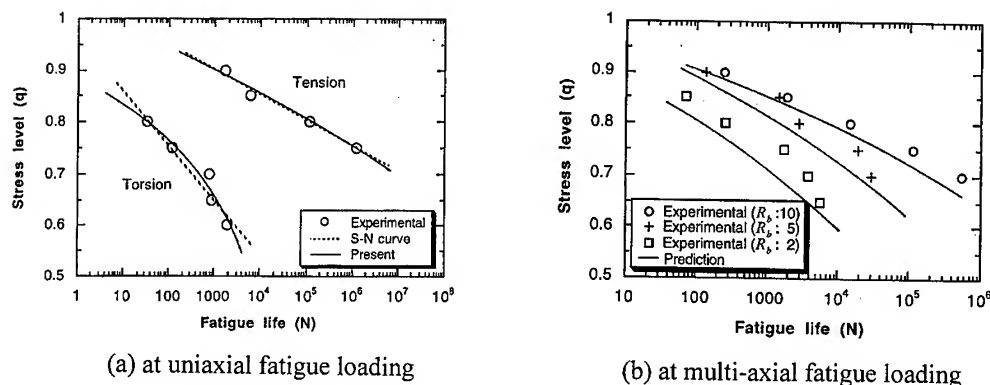 Stress level (q)
1
0.9
0.8
0.7
0.6
0.5
Tension
Torsion
Experimental
S-N curve
Present
1
10
100
1000
10⁴
10⁵
10⁶
10⁷
10⁸
Fatigue life (N)
(a) at uniaxial fatigue loading
Stress level (q)
1
0.9
0.8
0.7
0.6
0.5
Experimental (R_b : 10)
Experimental (R_b : 5)
Experimental (R_b : 2)
Prediction
10
100
1000
10⁴
10⁵
10⁶
Fatigue life (N)
(b) at multi-axial fatigue loading